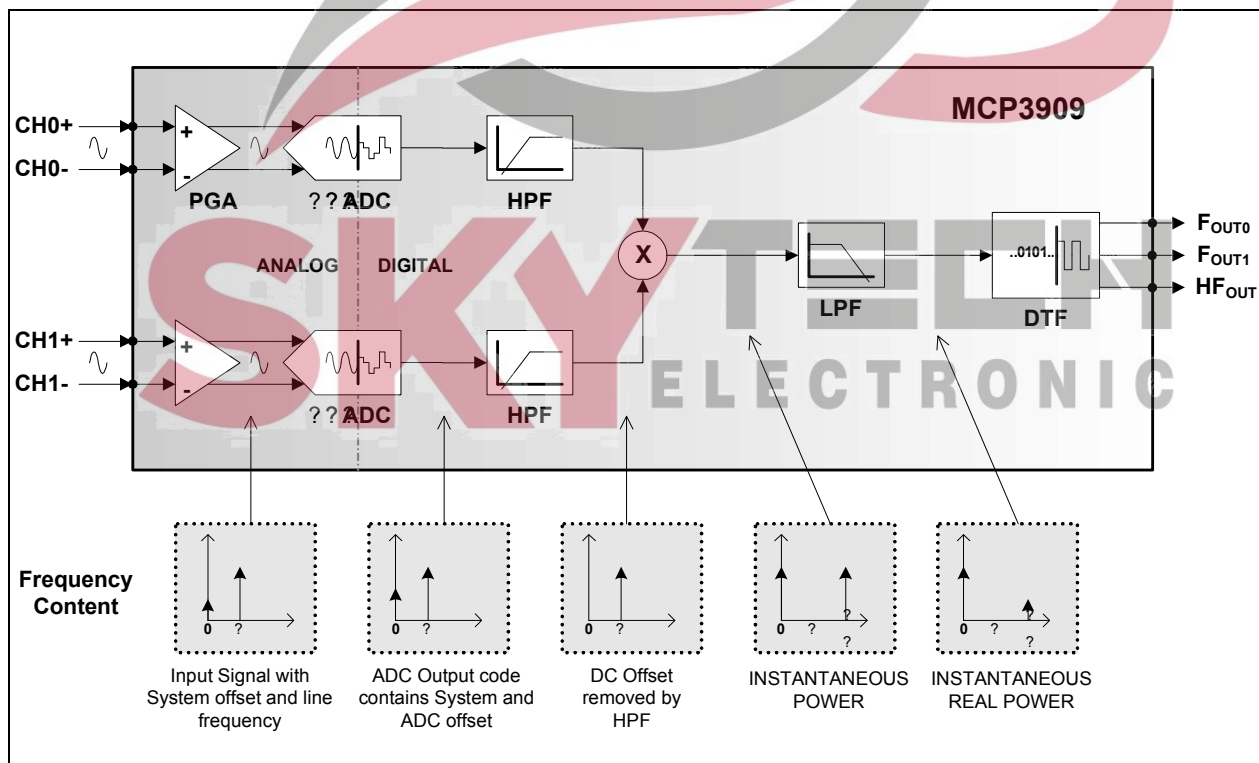 MCP3909
CH0+
CH0-
+
-
PGA
? ? ? ADC
HPF
ANALOG
DIGITAL
X
LPF
..0101..
DTF
FOUT0
FOUT1
HFOUT
CH1+
CH1-
+
-
? ? ? ADC
HPF
SKY TECH
ELECTRONIC
Frequency
Content
0
?
0
?
0
?
0
?
?
?
0
?
?
?
Input Signal with
System offset and line
frequency
ADC Output code
contains System and
ADC offset
DC Offset
removed by
HPF
INSTANTANEOUS
POWER
INSTANTANEOUS
REAL POWER